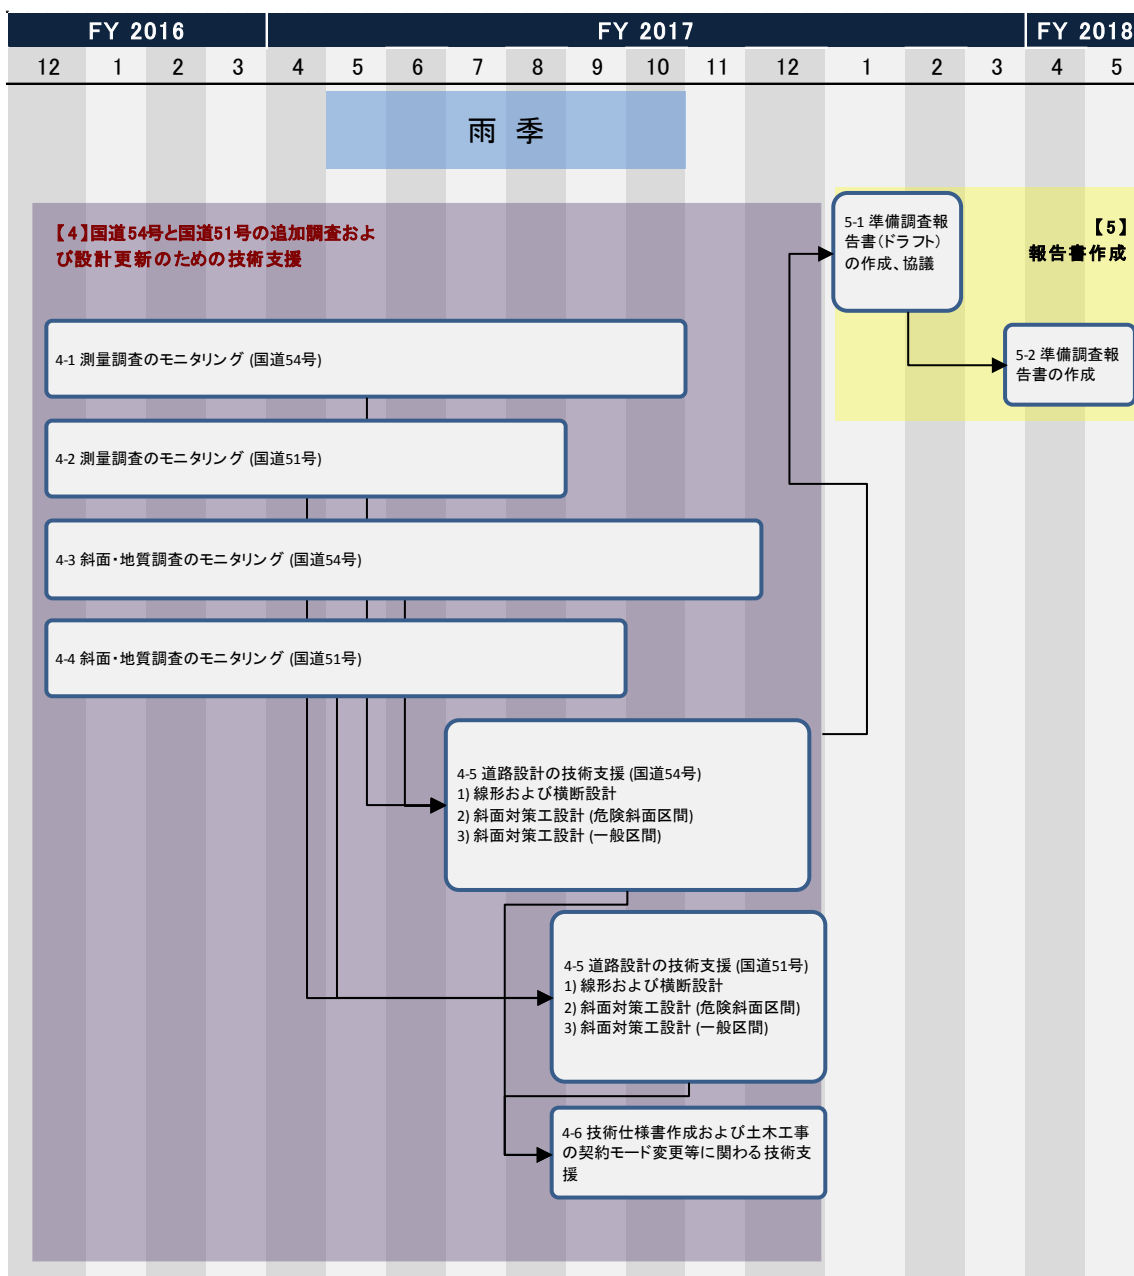 FY 2016 FY 2017 FY 2018
12 1 2 3 4 5 6 7 8 9 10 11 12 1 2 3 4 5
雨 季
【4】国道54号と国道51号の追加調査およ
び設計更新のための技術支援
5-1 準備調査報
告書(ドラフト)
の作成、協議
【5】
報告書作成
5-2 準備調査報
告書の作成
4-1 測量調査のモニタリング (国道54号)
4-2 測量調査のモニタリング (国道51号)
4-3 斜面・地質調査のモニタリング (国道54号)
4-4 斜面・地質調査のモニタリング (国道51号)
4-5 道路設計の技術支援 (国道54号)
1) 線形および横断設計
2) 斜面対策工設計 (危険斜面区間)
3) 斜面対策工設計 (一般区間)
4-5 道路設計の技術支援 (国道51号)
1) 線形および横断設計
2) 斜面対策工設計 (危険斜面区間)
3) 斜面対策工設計 (一般区間)
4-6 技術仕様書作成および土木工事
の契約モード変更等に関わる技術支
援